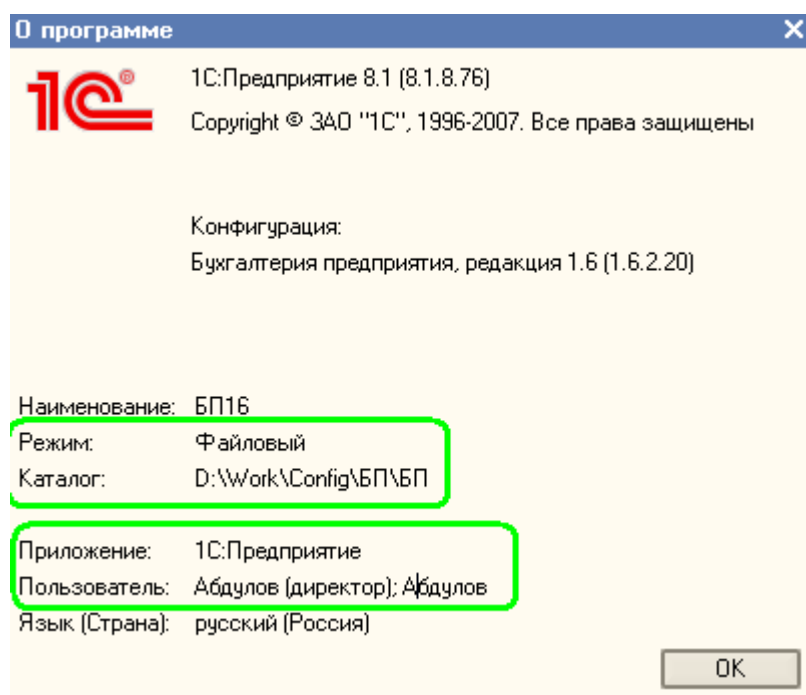 О программе
1С®
1С:Предприятие 8.1 (8.1.8.76)
Copyright © ЗАО "1С", 1996-2007. Все права защищены
Конфигурация:
Бухгалтерия предприятия, редакция 1.6 (1.6.2.20)
Наименование: БП16
Режим: Файловый
Каталог: D:\Work\Config\БП\БП
Приложение: 1С:Предприятие
Пользователь: Абдулов (директор); Абдулов
Язык (Страна): русский (Россия)
OK